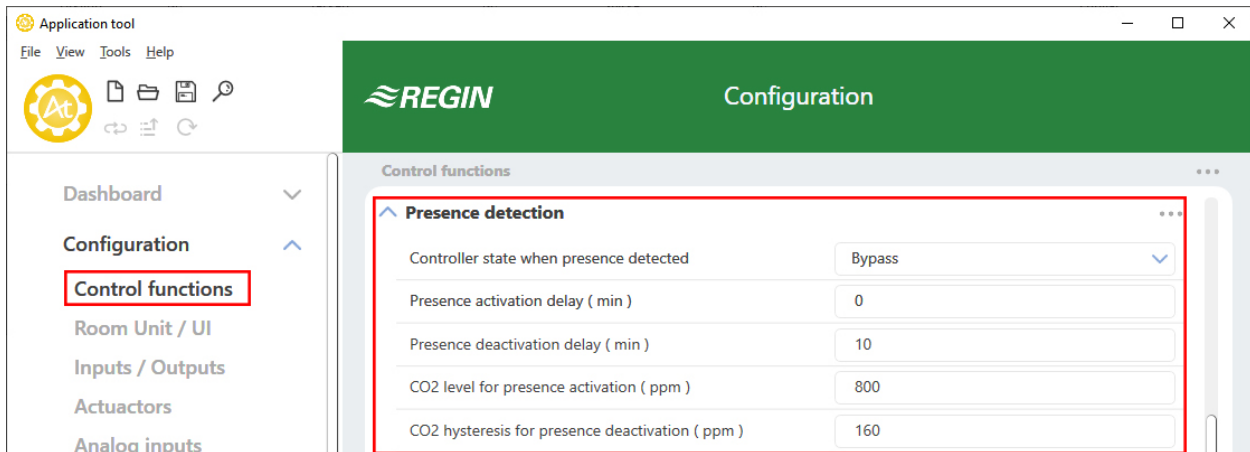 Application tool
File View Tools Help
At
REGIN
Configuration
Control functions
Dashboard
Configuration
Control functions
Room Unit / UI
Inputs / Outputs
Actuactors
Analog inputs
Presence detection
Controller state when presence detected Bypass
Presence activation delay ( min ) 0
Presence deactivation delay ( min ) 10
CO2 level for presence activation ( ppm ) 800
CO2 hysteresis for presence deactivation ( ppm ) 160